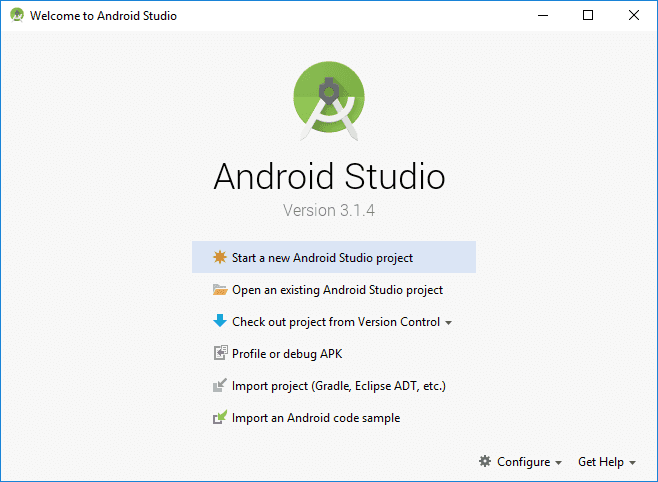 Welcome to Android Studio
Android Studio
Version 3.1.4
Start a new Android Studio project
Open an existing Android Studio project
Check out project from Version Control
Profile or debug APK
Import project (Gradle, Eclipse ADT, etc.)
Import an Android code sample
Configure Get Help